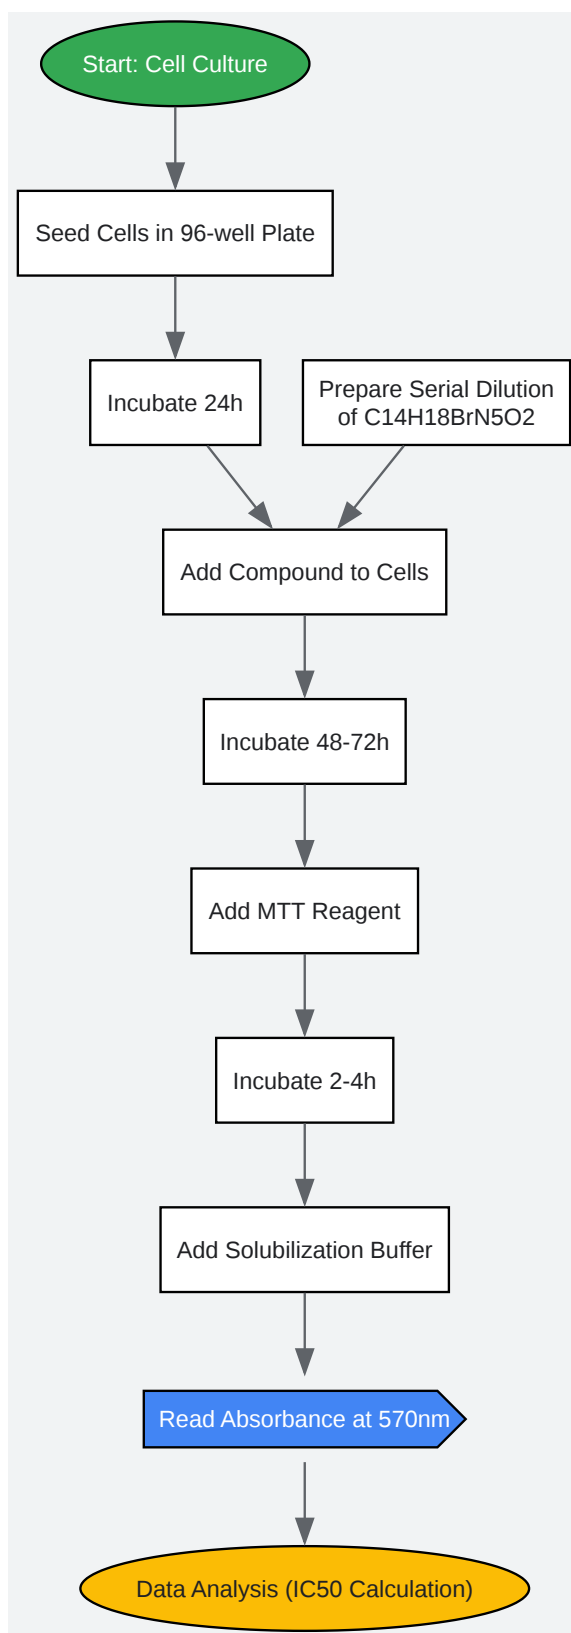 Start: Cell Culture
Seed Cells in 96-well Plate
Incubate 24h
Prepare Serial Dilution
of C14H18BrN5O2
Add Compound to Cells
Incubate 48-72h
Add MTT Reagent
Incubate 2-4h
Add Solubilization Buffer
Read Absorbance at 570nm
Data Analysis (IC50 Calculation)